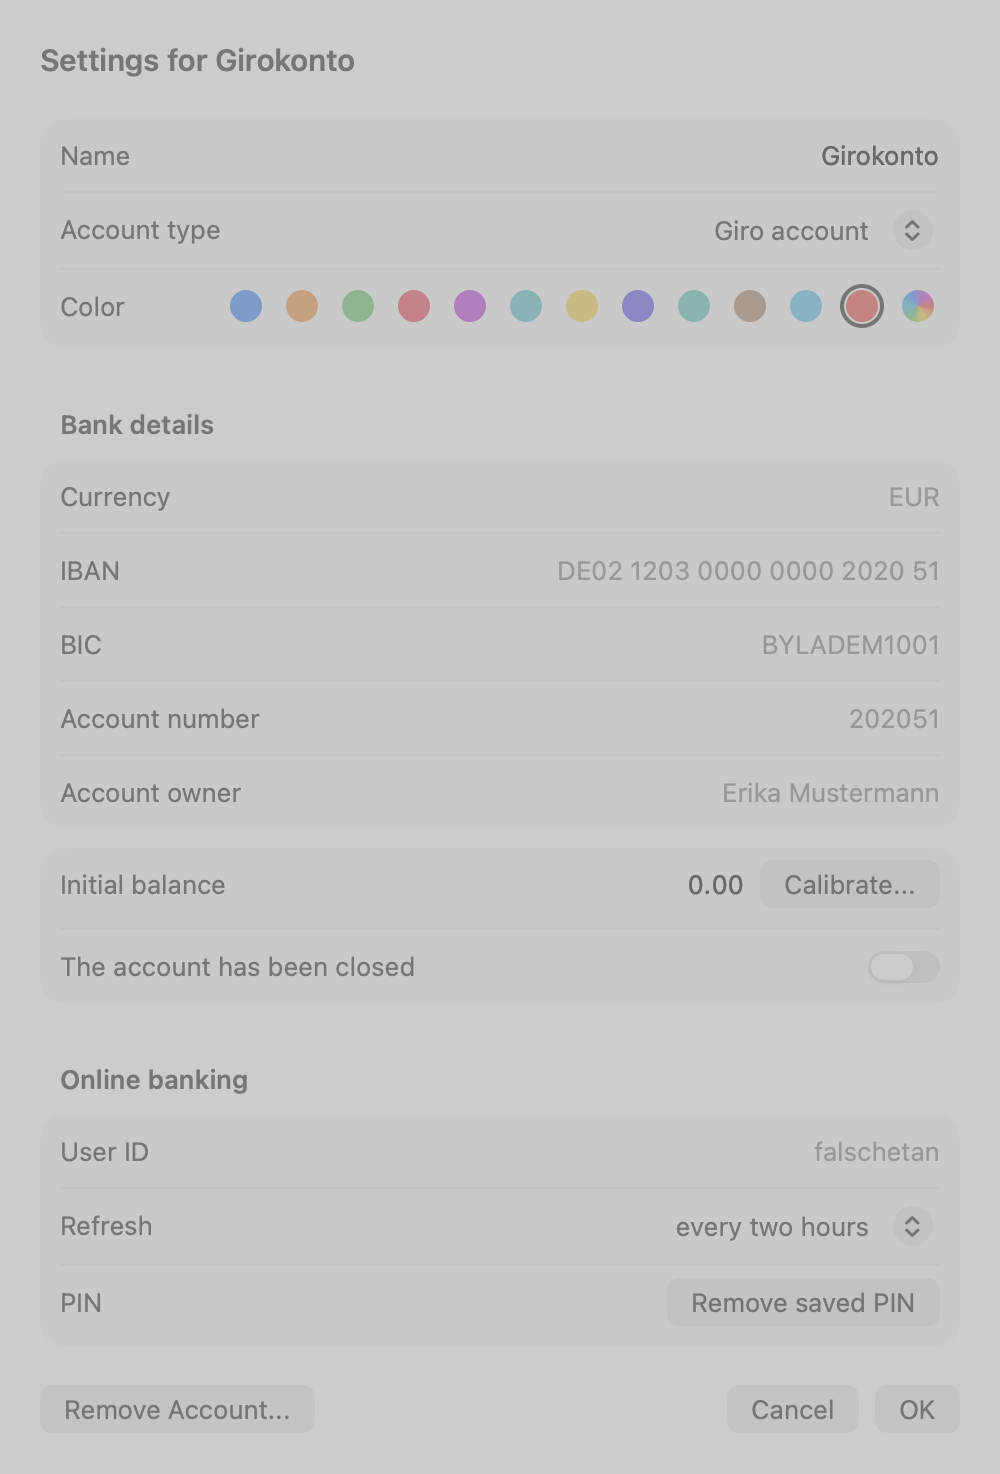 Settings for Girokonto
Name Girokonto
Account type Giro account
Color
Bank details
Currency EUR
IBAN DE02 1203 0000 0000 2020 51
BIC BYLADEM1001
Account number 202051
Account owner Erika Mustermann
Initial balance 0.00 Calibrate...
The account has been closed
Online banking
User ID falschetan
Refresh every two hours
PIN Remove saved PIN
Remove Account... Cancel OK